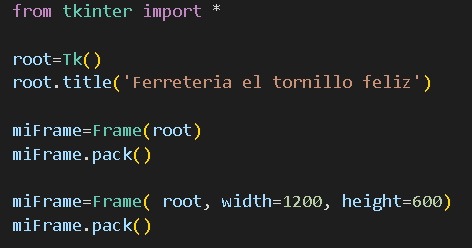 from tkinter import *
root=Tk()
root.title('Ferreteria el tornillo feliz')
miFrame=Frame(root)
miFrame.pack()
miFrame=Frame( root, width=1200, height=600)
miFrame.pack()